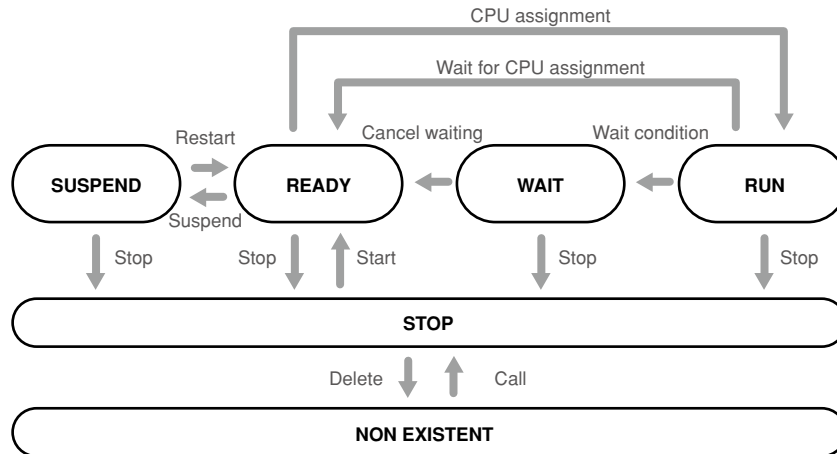 CPU assignment
Wait for CPU assignment
Restart
Cancel waiting
Wait condition
SUSPEND
READY
WAIT
RUN
Suspend
Stop
Stop
Start
Stop
Stop
STOP
Delete
Call
NON EXISTENT